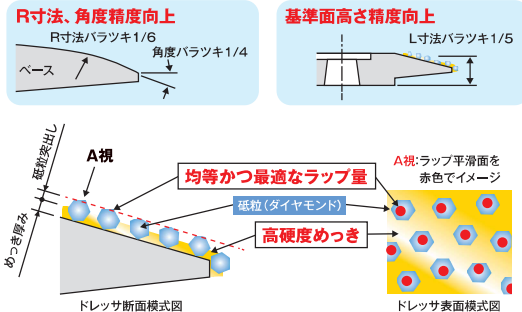 R寸法、角度精度向上
R寸法バラツキ1/6
角度バラツキ1/4
ベース
基準面高さ精度向上
L寸法バラツキ1/5
砥粒突出し
めっき厚み
A視
均等かつ最適なラップ量
砥粒(ダイヤモンド)
高硬度めっき
ドレッサ断面模式図
A視:ラップ平滑面を
赤色でイメージ
ドレッサ表面模式図